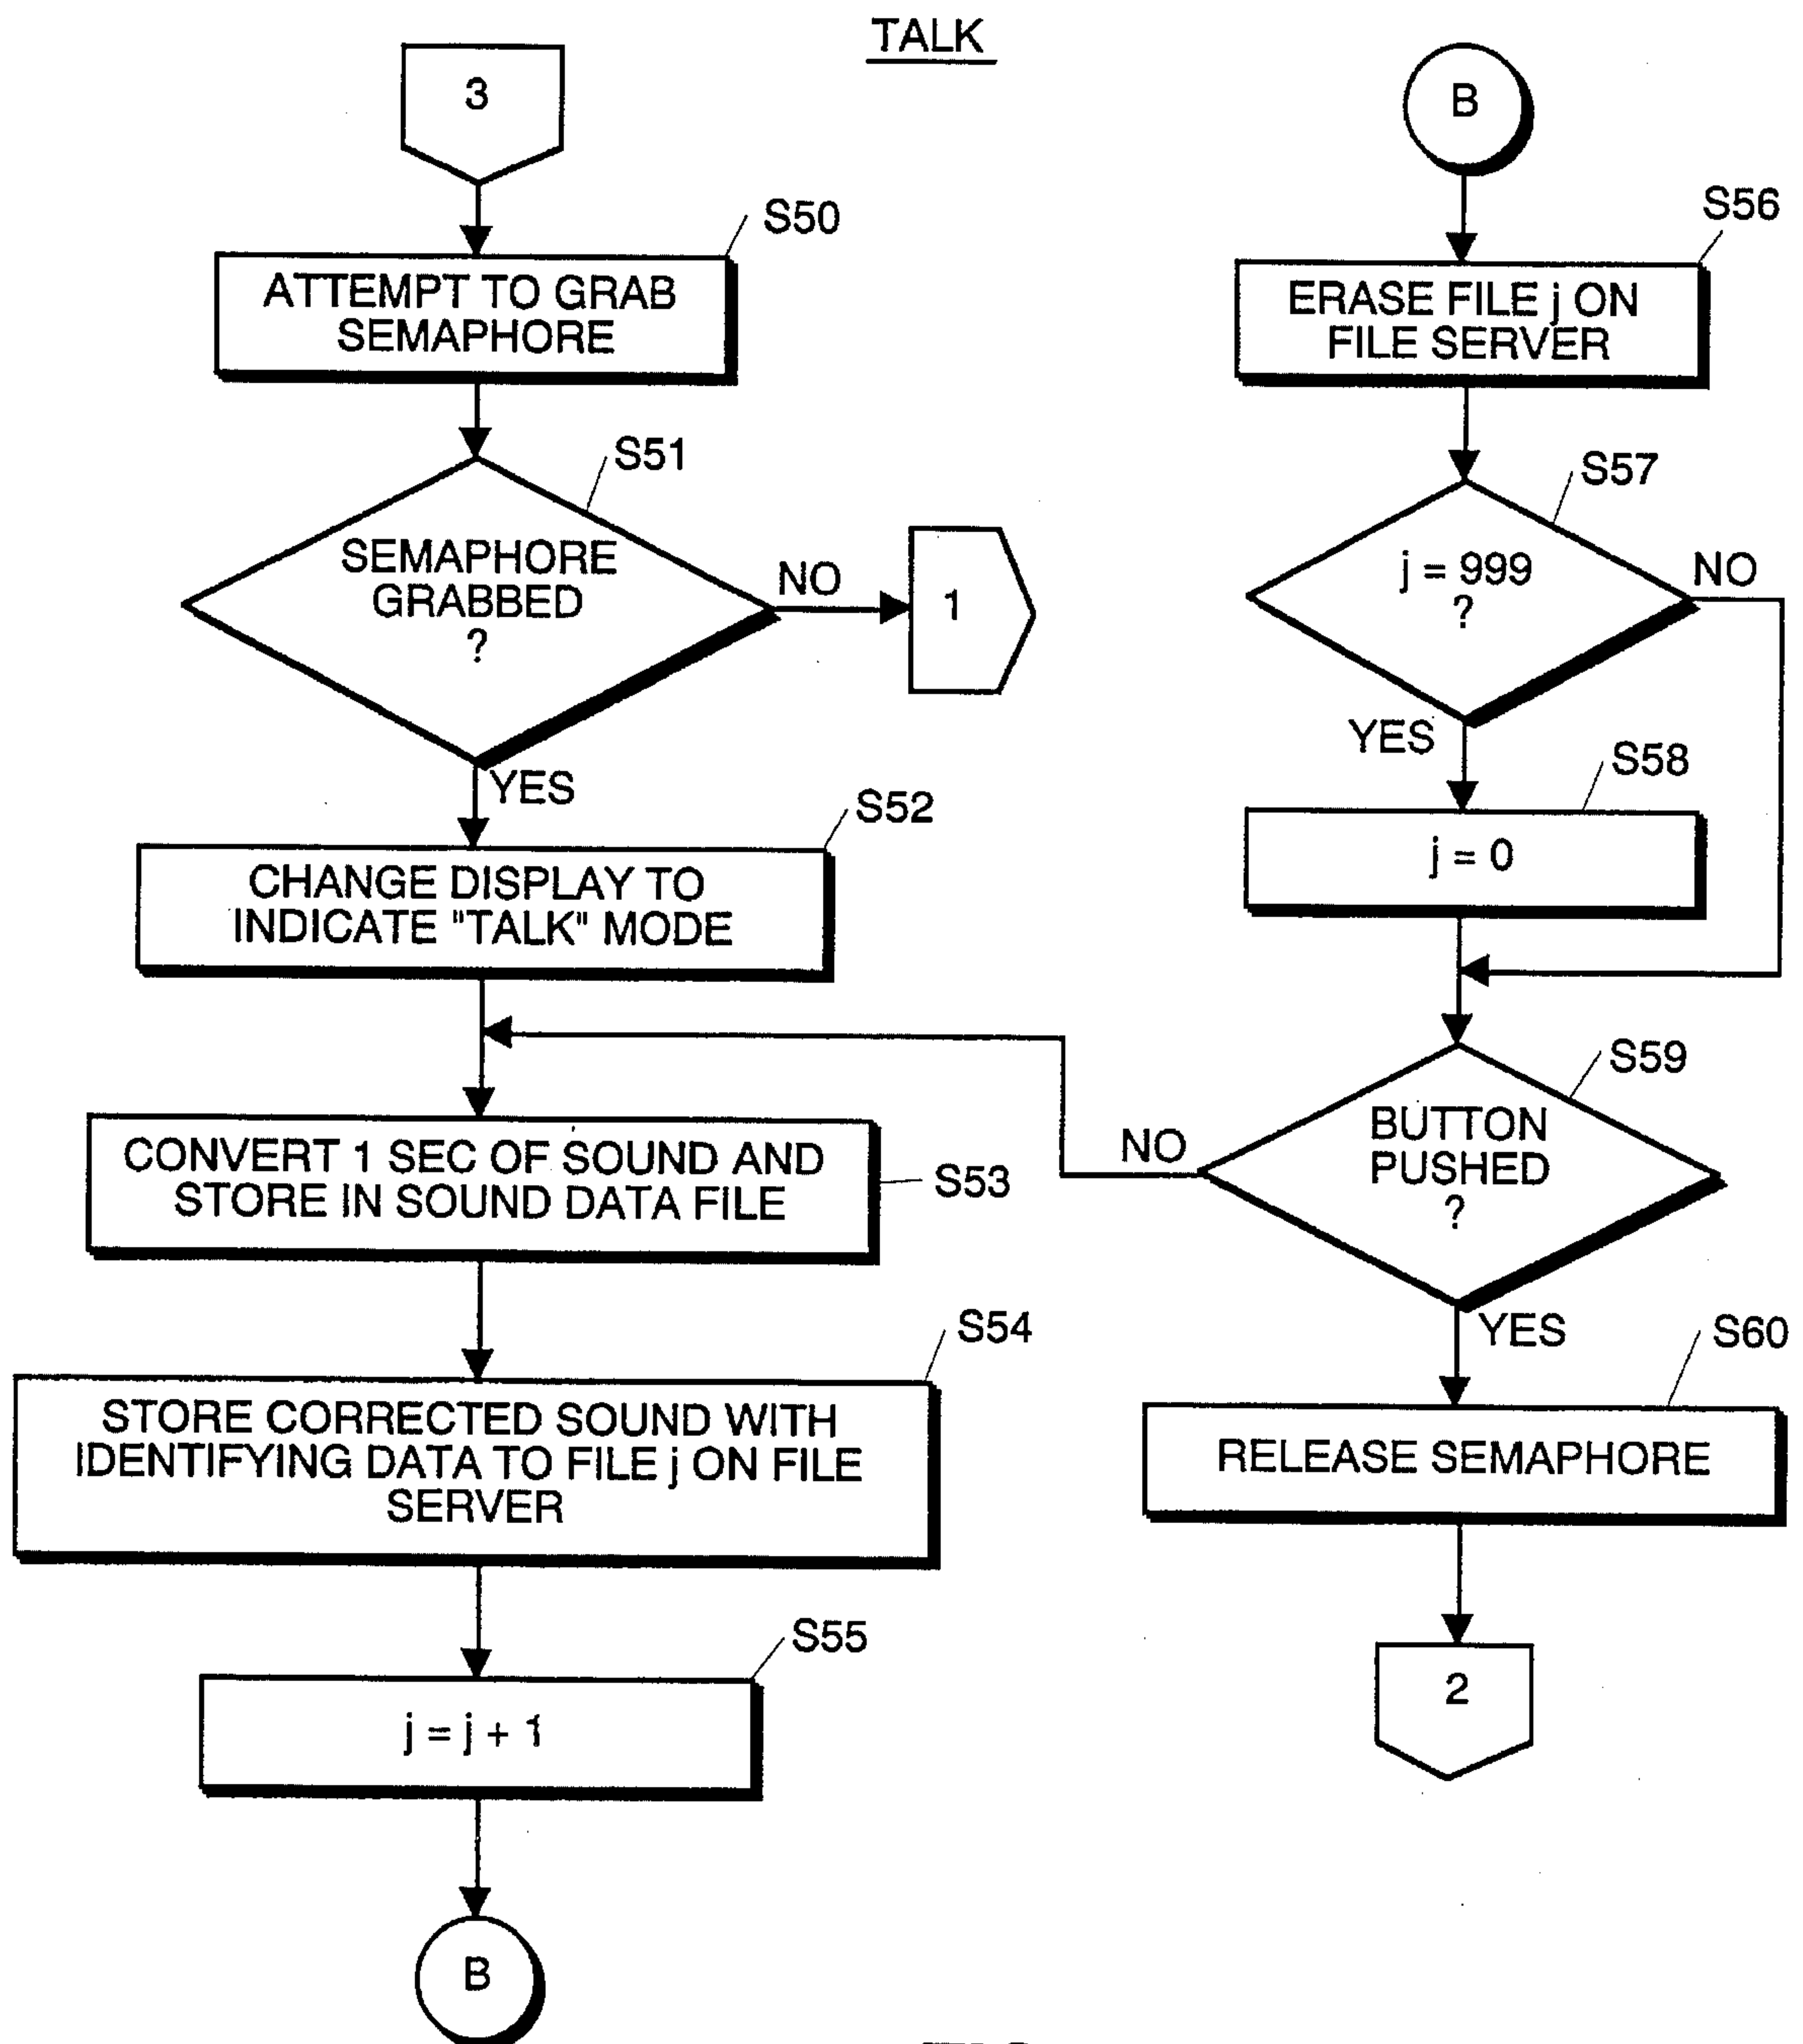 TALK
3
S50
ATTEMPT TO GRAB
SEMAPHORE
S51
SEMAPHORE
GRABBED
?
NO
1
YES
S52
CHANGE DISPLAY TO
INDICATE "TALK" MODE
CONVERT 1 SEC OF SOUND AND
STORE IN SOUND DATA FILE
S53
S54
STORE CORRECTED SOUND WITH
IDENTIFYING DATA TO FILE j ON FILE
SERVER
S55
j = j + 1
B
B
S56
ERASE FILE j ON
FILE SERVER
S57
j = 999
?
NO
YES
S58
j = 0
S59
BUTTON
PUSHED
?
NO
YES
S60
RELEASE SEMAPHORE
2